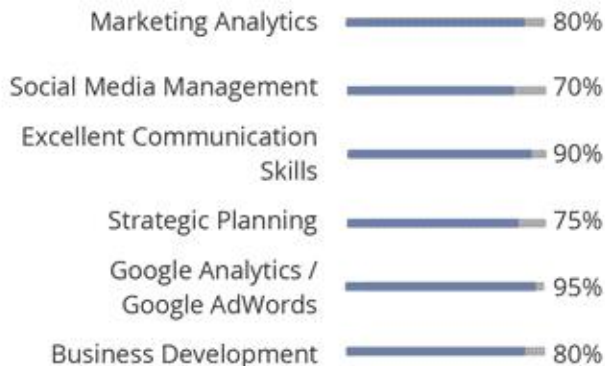 Marketing Analytics 80%
Social Media Management 70%
Excellent Communication
Skills 90%
Strategic Planning 75%
Google Analytics /
Google AdWords 95%
Business Development 80%